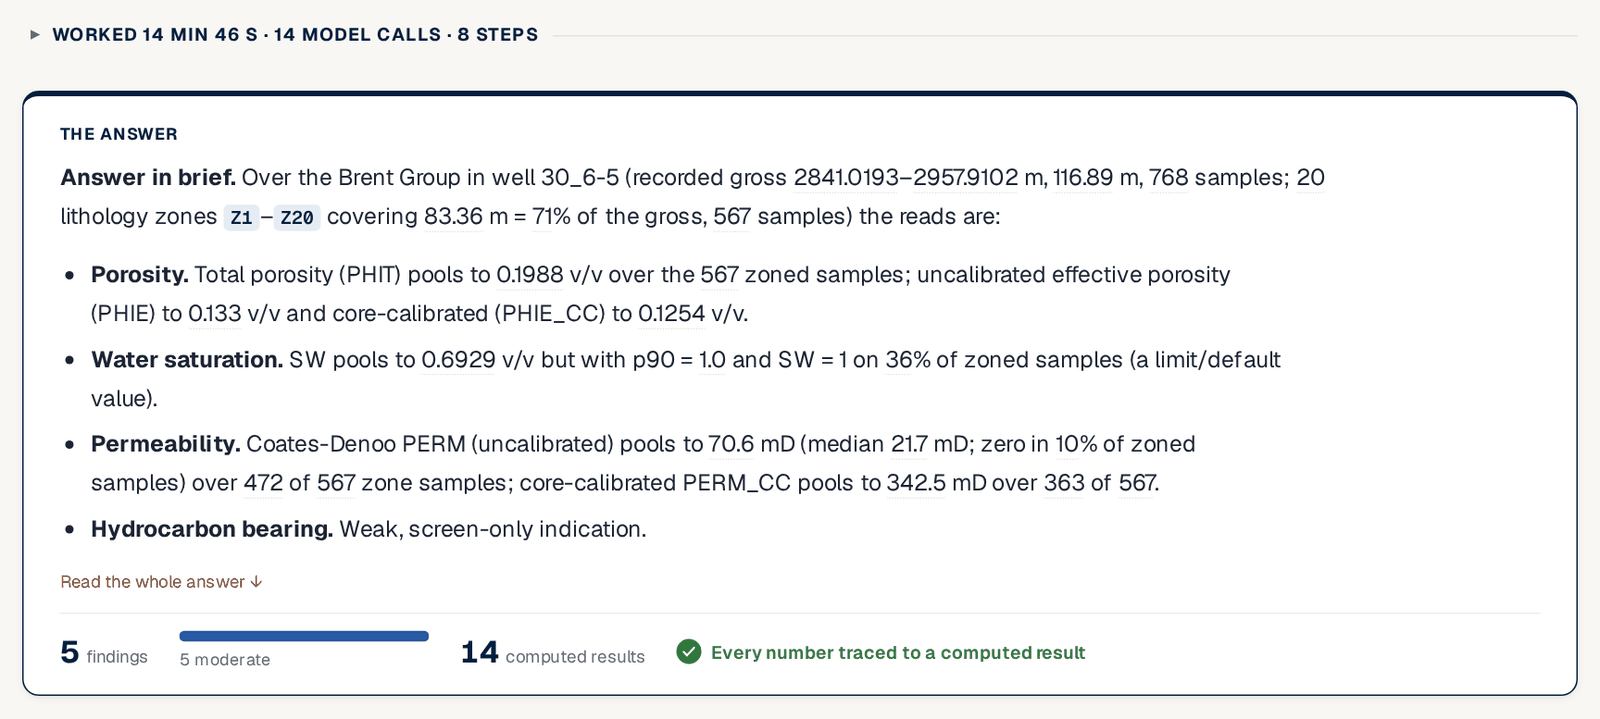 WORKED 14 MIN 46 S · 14 MODEL CALLS · 8 STEPS
THE ANSWER
Answer in brief. Over the Brent Group in well 30_6-5 (recorded gross 2841.0193–2957.9102 m, 116.89 m, 768 samples; 20
lithology zones Z1–Z20 covering 83.36 m = 71% of the gross, 567 samples) the reads are:
• Porosity. Total porosity (PHIT) pools to 0.1988 v/v over the 567 zoned samples; uncalibrated effective porosity
(PHIE) to 0.133 v/v and core-calibrated (PHIE_CC) to 0.1254 v/v.
• Water saturation. SW pools to 0.6929 v/v but with p90 = 1.0 and SW = 1 on 36% of zoned samples (a limit/default
value).
• Permeability. Coates-Denoo PERM (uncalibrated) pools to 70.6 mD (median 21.7 mD; zero in 10% of zoned
samples) over 472 of 567 zone samples; core-calibrated PERM_CC pools to 342.5 mD over 363 of 567.
• Hydrocarbon bearing. Weak, screen-only indication.
Read the whole answer ↓
5 findings
5 moderate
14 computed results
Every number traced to a computed result